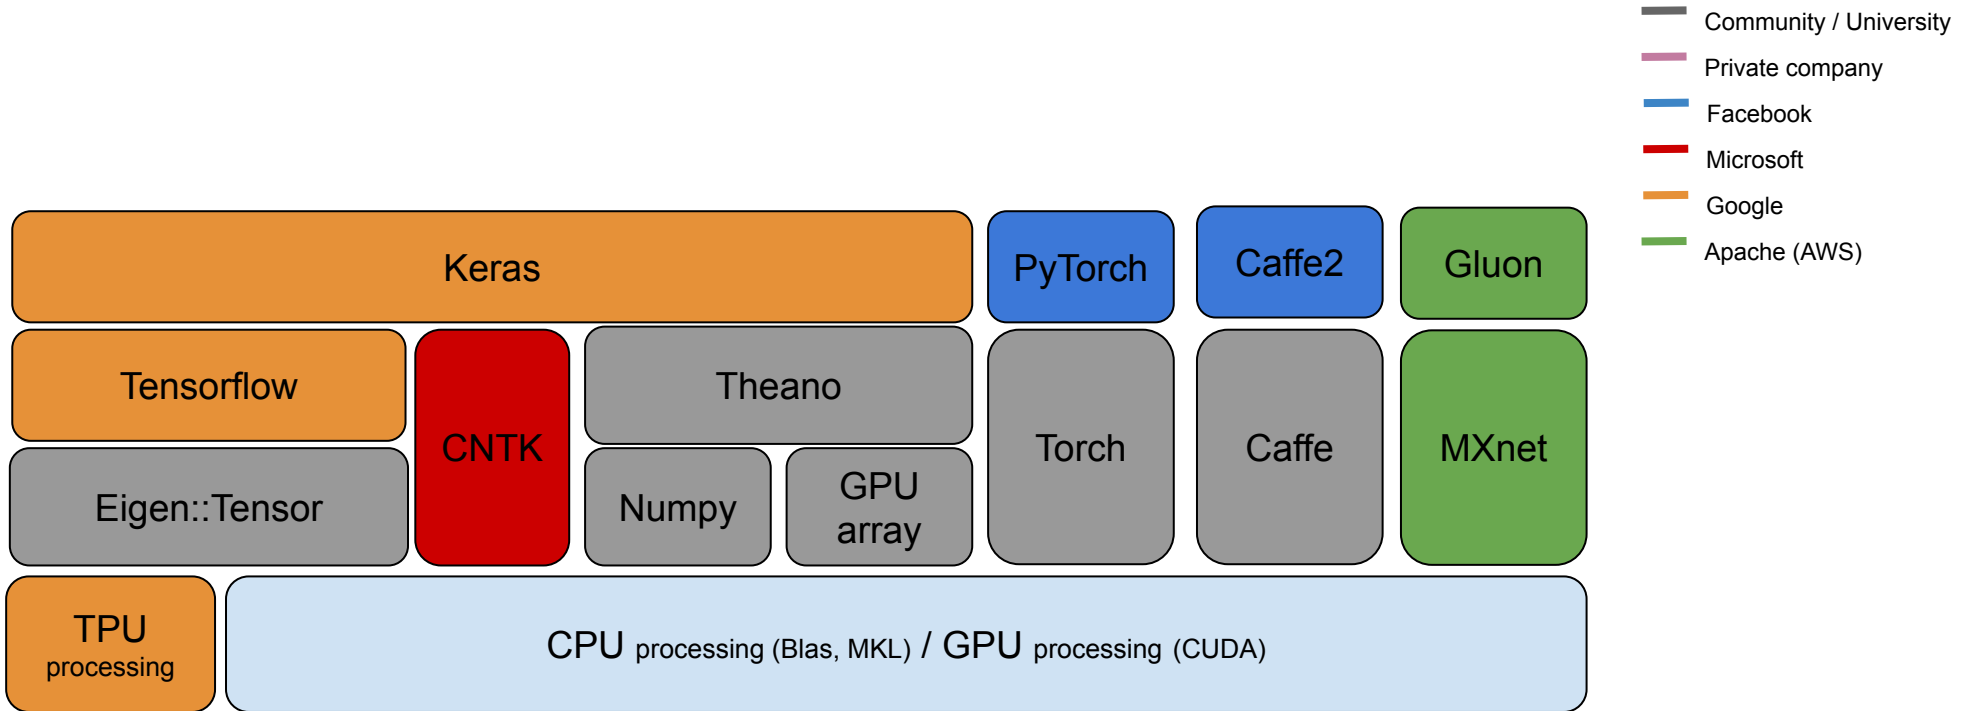 Community / University
Private company
Facebook
Microsoft
Google
Apache (AWS)
Keras
PyTorch
Caffe2
Gluon
Tensorflow
CNTK
Theano
Torch
Caffe
MXnet
Eigen::Tensor
Numpy
GPU
array
TPU
processing
CPU processing (Blas, MKL) / GPU processing (CUDA)